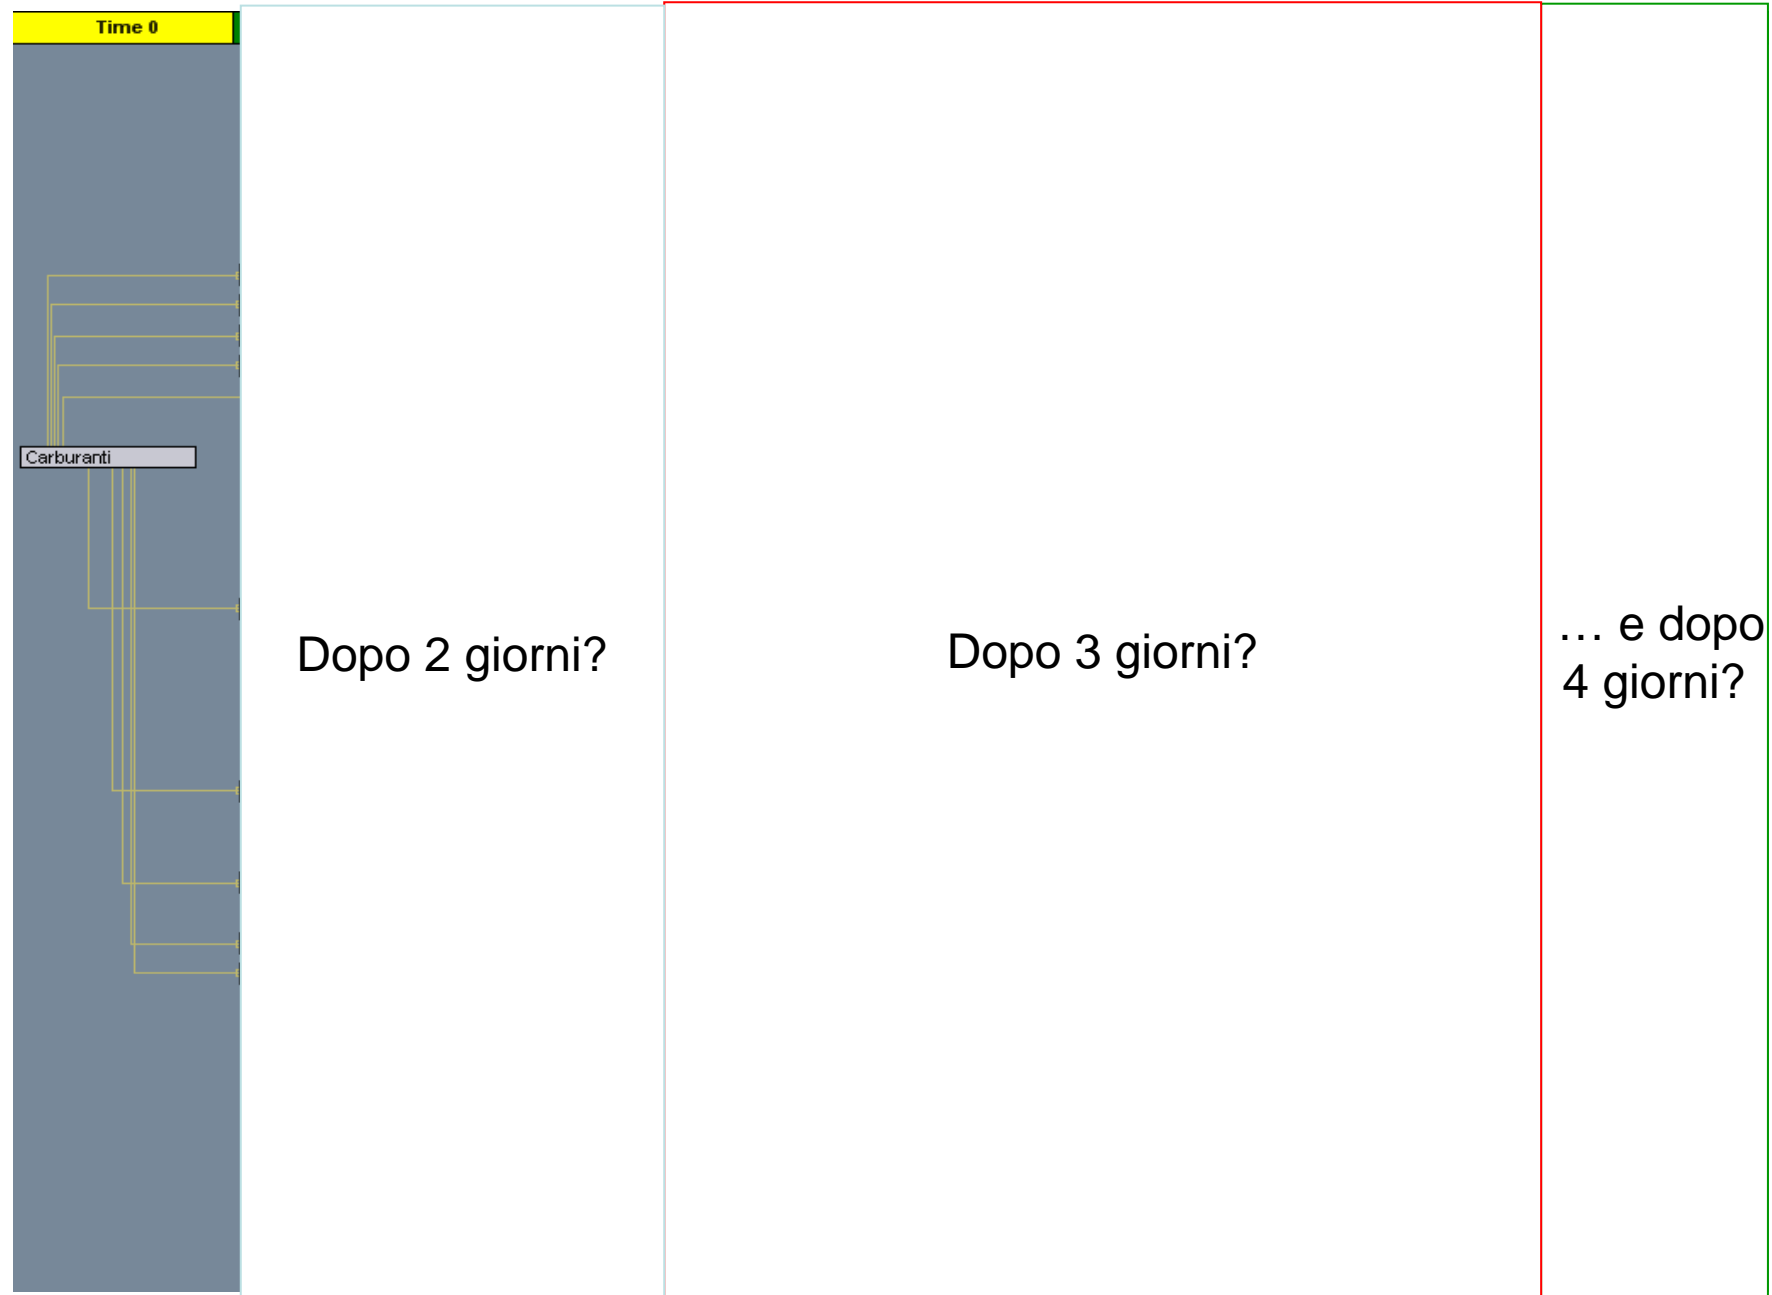 Time 0
Carburanti
Dopo 2 giorni?
Dopo 3 giorni?
… e dopo
4 giorni?